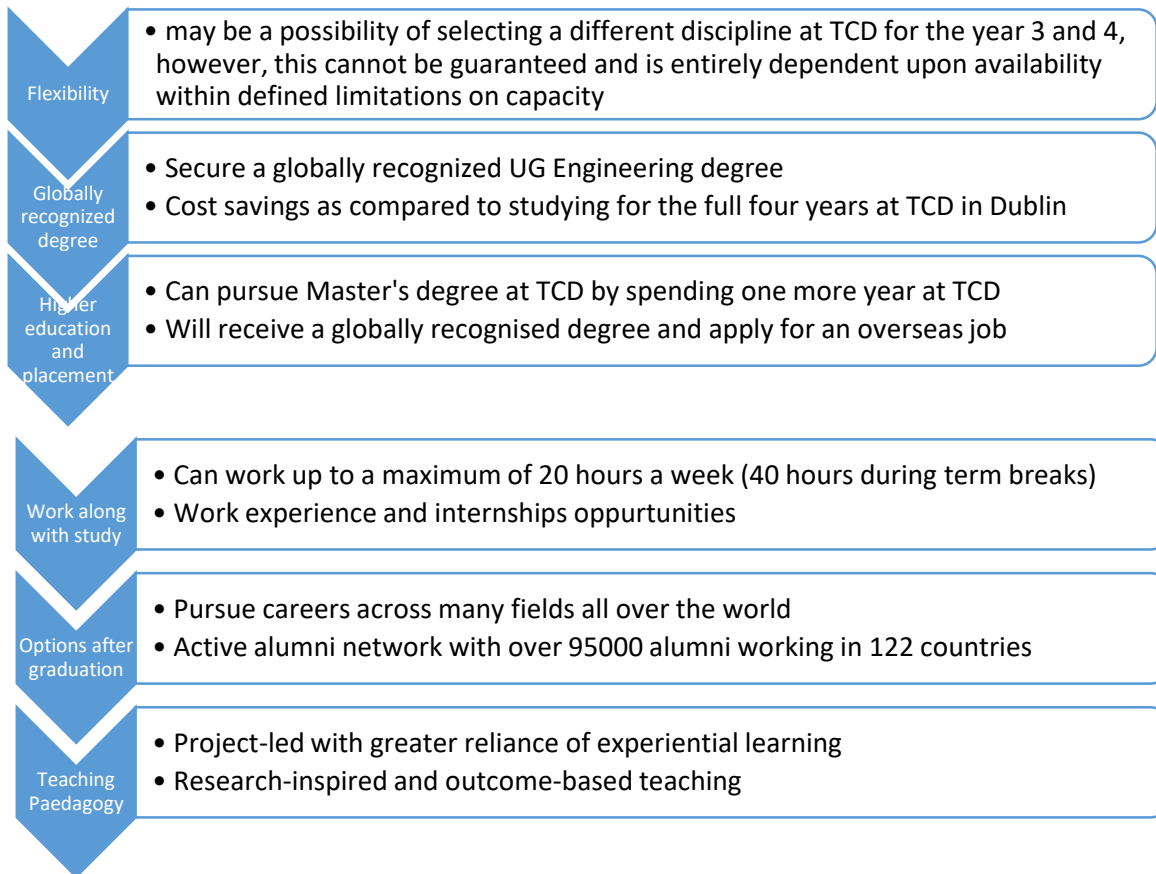 Flexibility
• may be a possibility of selecting a different discipline at TCD for the year 3 and 4,
however, this cannot be guaranteed and is entirely dependent upon availability
within defined limitations on capacity
Globally
recognized
degree
• Secure a globally recognized UG Engineering degree
• Cost savings as compared to studying for the full four years at TCD in Dublin
Higher
education
and
placement
• Can pursue Master's degree at TCD by spending one more year at TCD
• Will receive a globally recognised degree and apply for an overseas job
Work along
with study
• Can work up to a maximum of 20 hours a week (40 hours during term breaks)
• Work experience and internships oppurtunities
Options after
graduation
• Pursue careers across many fields all over the world
• Active alumni network with over 95000 alumni working in 122 countries
Teaching
Paedagogy
• Project-led with greater reliance of experiential learning
• Research-inspired and outcome-based teaching